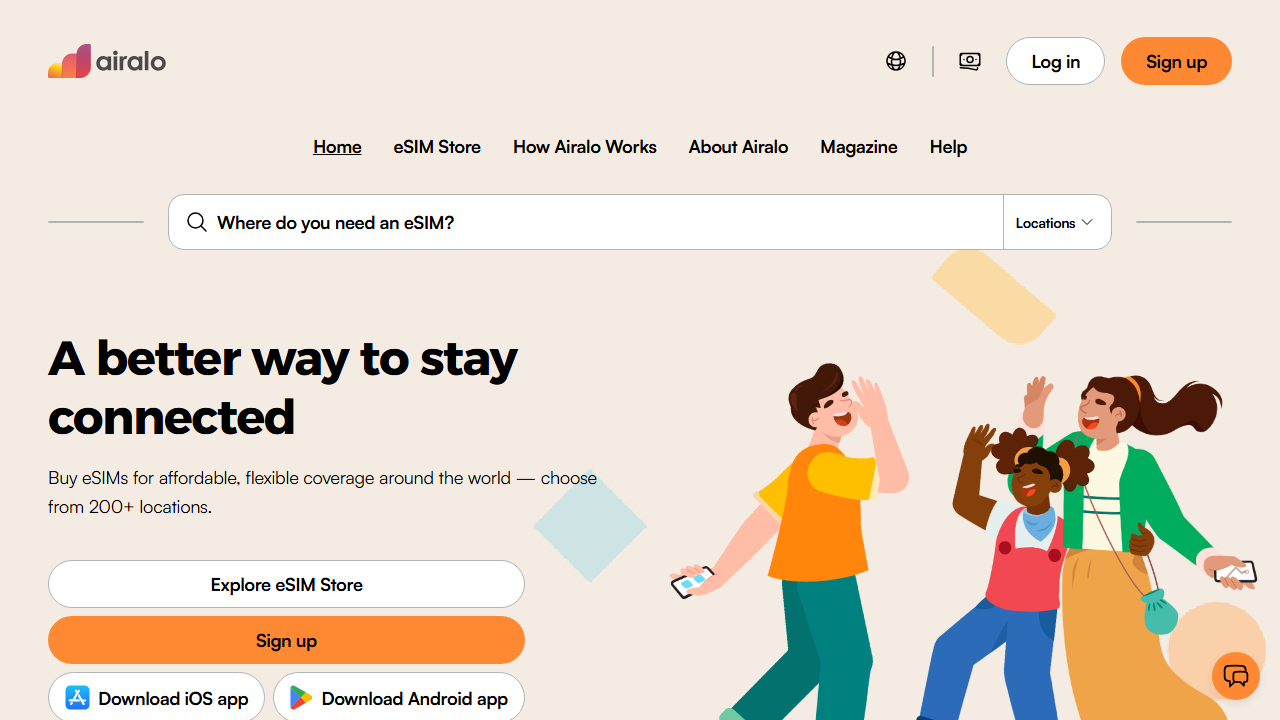 airalo
Log in
Sign up
Home
eSIM Store
How Airalo Works
About Airalo
Magazine
Help
Where do you need an eSIM?
Locations
A better way to stay
connected
Buy eSIMs for affordable, flexible coverage around the world — choose
from 200+ locations.
Explore eSIM Store
Sign up
Download iOS app
Download Android app